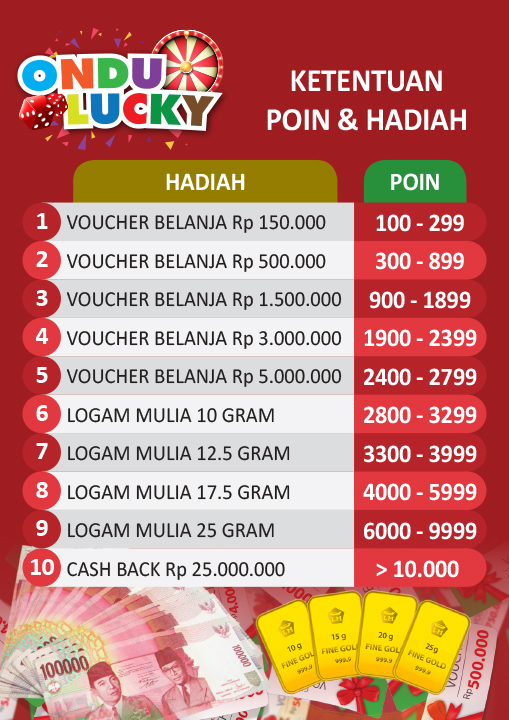 ONDU
LUCKY
KETENTUAN
POIN & HADIAH
HADIAH POIN
1 VOUCHER BELANJA Rp 150.000 100 - 299
2 VOUCHER BELANJA Rp 500.000 300 - 899
3 VOUCHER BELANJA Rp 1.500.000 900 - 1899
4 VOUCHER BELANJA Rp 3.000.000 1900 - 2399
5 VOUCHER BELANJA Rp 5.000.000 2400 - 2799
6 LOGAM MULIA 10 GRAM 2800 - 3299
7 LOGAM MULIA 12.5 GRAM 3300 - 3999
8 LOGAM MULIA 17.5 GRAM 4000 - 5999
9 LOGAM MULIA 25 GRAM 6000 - 9999
10 CASH BACK Rp 25.000.000 > 10.000
100000
10 g
FINE GOLD
999.9
15 g
FINE GOLD
999.9
20 g
FINE GOL
999.9
25g
FINE GOLD
999.9
Rp 500.000